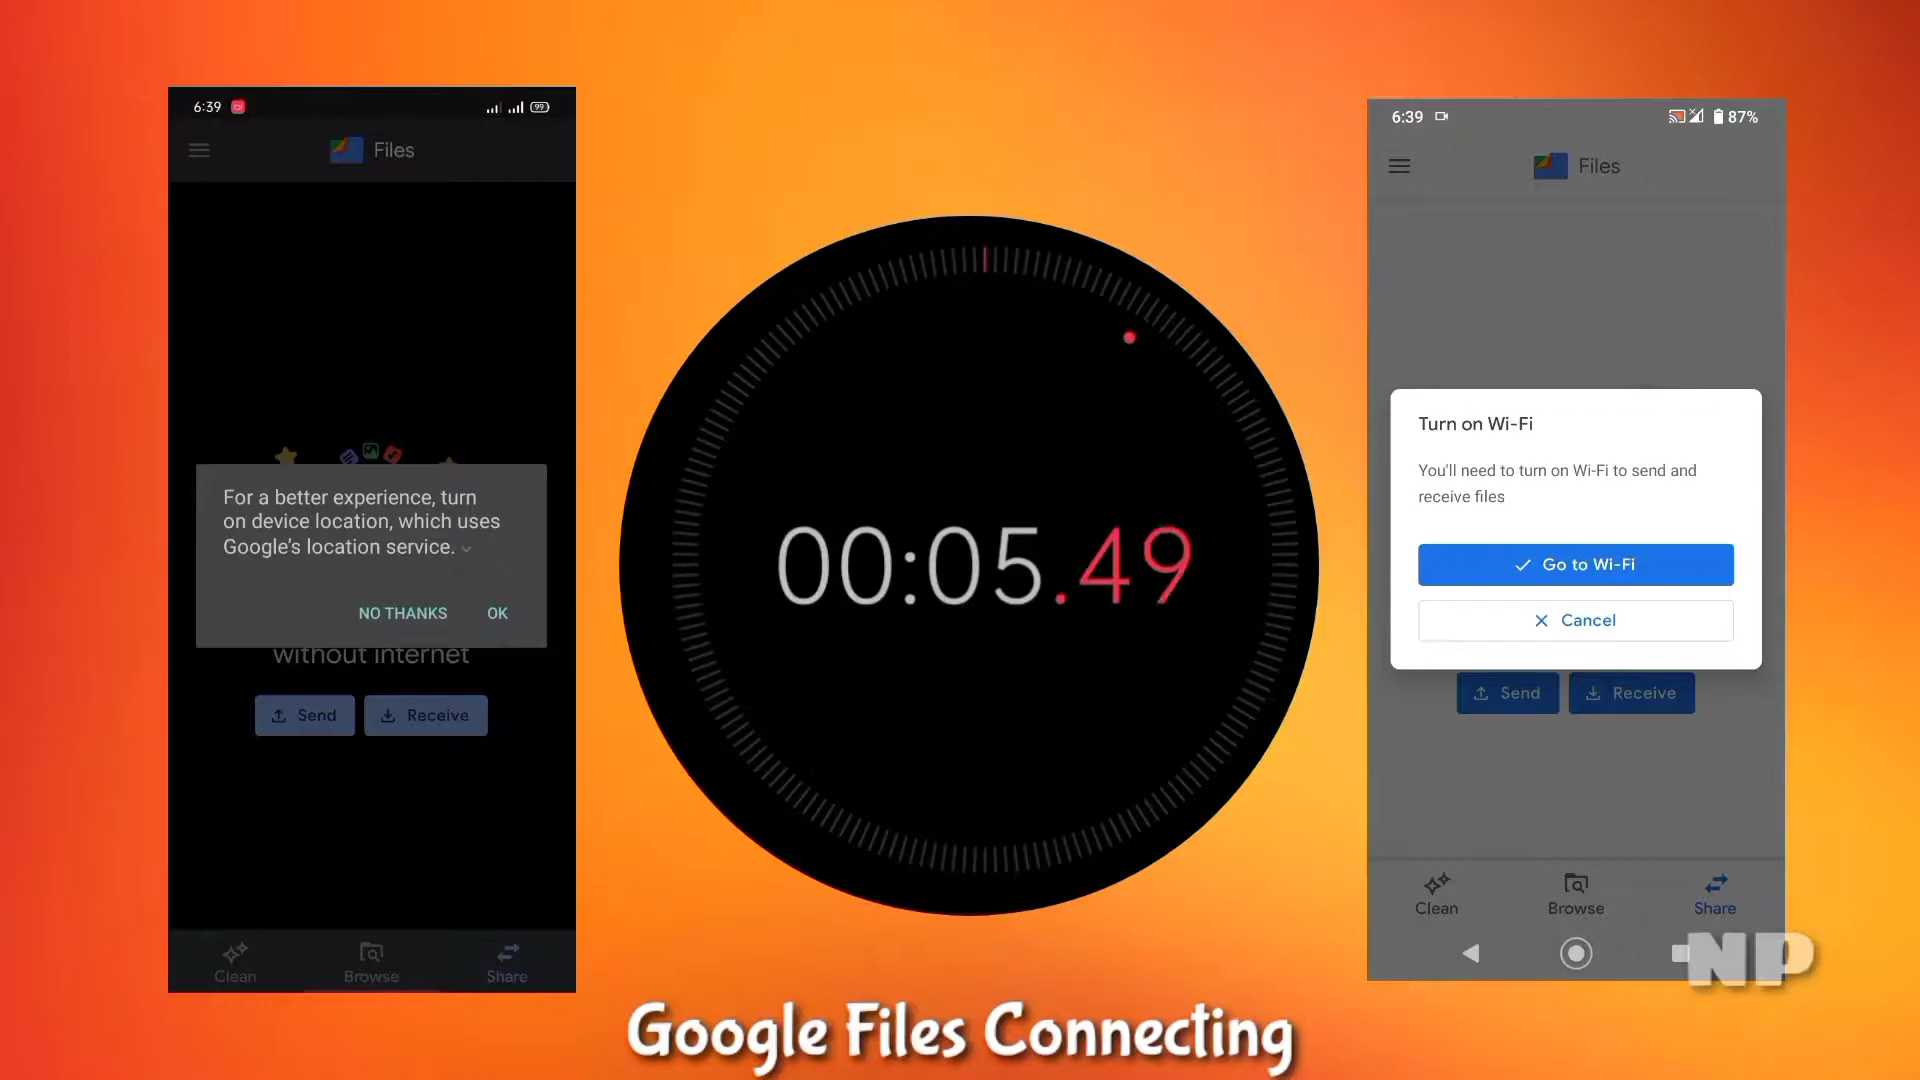 6:39
99
Files
For a better experience, turn
on device location, which uses
Google's location service.
NO THANKS OK
without internet
Send Receive
Clean Browse Share
00:05.49
6:39
87%
Files
Turn on Wi-Fi
You'll need to turn on Wi-Fi to send and
receive files
Go to Wi-Fi
Cancel
Send Receive
Clean Browse Share
NP
Google Files Connecting